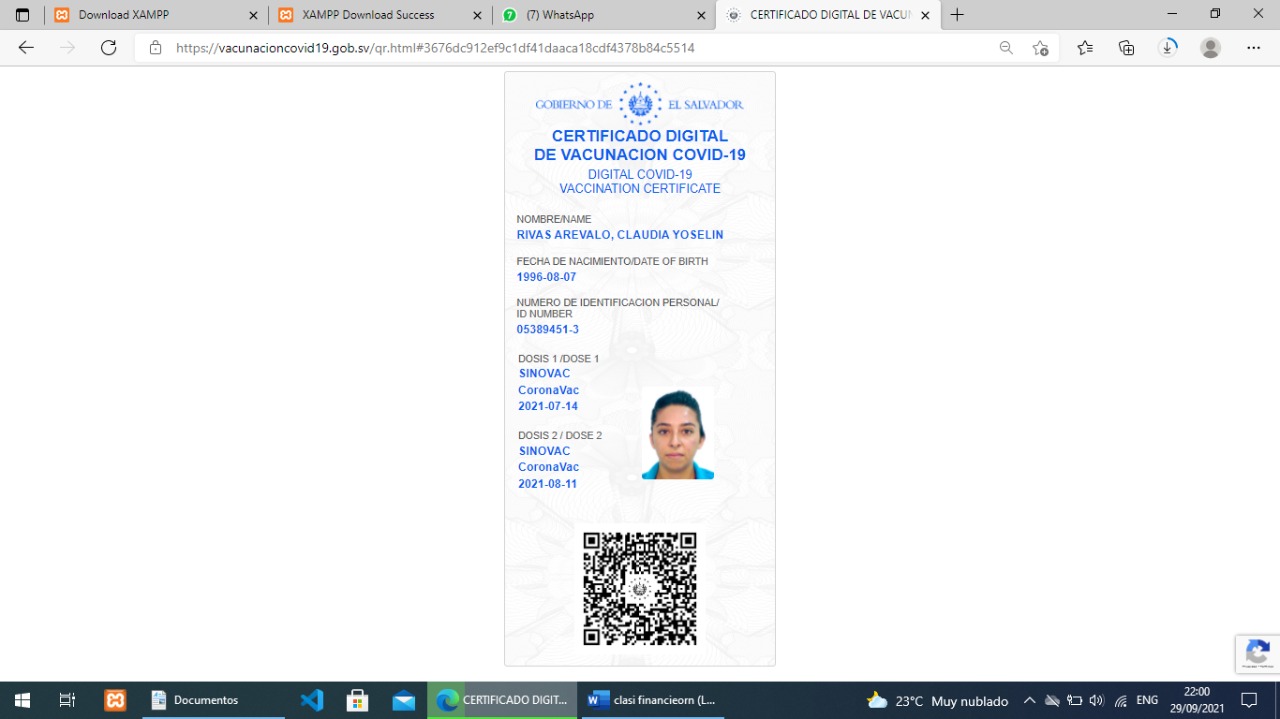 Download XAMPP
XAMPP Download Success
(7) WhatsApp
CERTIFICADO DIGITAL DE VACUN
https://vacunacioncovid19.gob.sv/qr.html#3676dc912ef9c1df41daaca18cdf4378b84c5514
GOBIERNO DE EL SALVADOR
CERTIFICADO DIGITAL
DE VACUNACION COVID-19
DIGITAL COVID-19
VACCINATION CERTIFICATE
NOMBRE/NAME
RIVAS AREVALO, CLAUDIA YOSELIN
FECHA DE NACIMIENTO/DATE OF BIRTH
1996-08-07
NUMERO DE IDENTIFICACION PERSONAL/
ID NUMBER
05389451-3
DOSIS 1 /DOSE 1
SINOVAC
CoronaVac
2021-07-14
DOSIS 2 / DOSE 2
SINOVAC
CoronaVac
2021-08-11
Documentos
CERTIFICADO DIGIT...
clasi financieorn (L...
23°C Muy nublado
ENG
22:00
29/09/2021